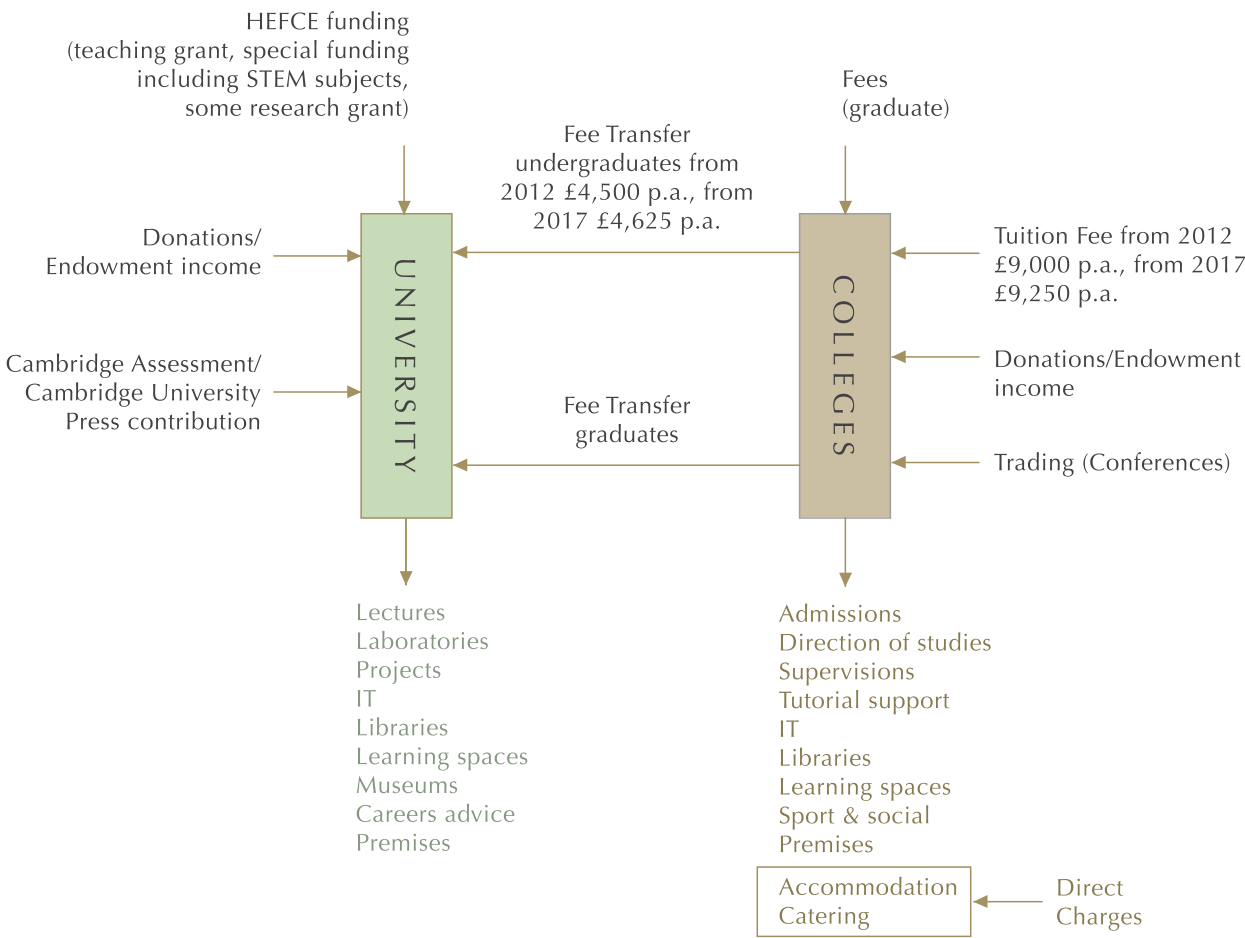 HEFCE funding
(teaching grant, special funding
including STEM subjects,
some research grant)
Fees
(graduate)
Fee Transfer
undergraduates from
2012 £4,500 p.a., from
2017 £4,625 p.a.
Donations/
Endowment income
Cambridge Assessment/
Cambridge University
Press contribution
UNIVERSITY
Fee Transfer
graduates
COLLEGES
Tuition Fee from 2012
£9,000 p.a., from 2017
£9,250 p.a.
Donations/Endowment
income
Trading (Conferences)
Lectures
Laboratories
Projects
IT
Libraries
Learning spaces
Museums
Careers advice
Premises
Admissions
Direction of studies
Supervisions
Tutorial support
IT
Libraries
Learning spaces
Sport & social
Premises
Accommodation
Catering
Direct
Charges